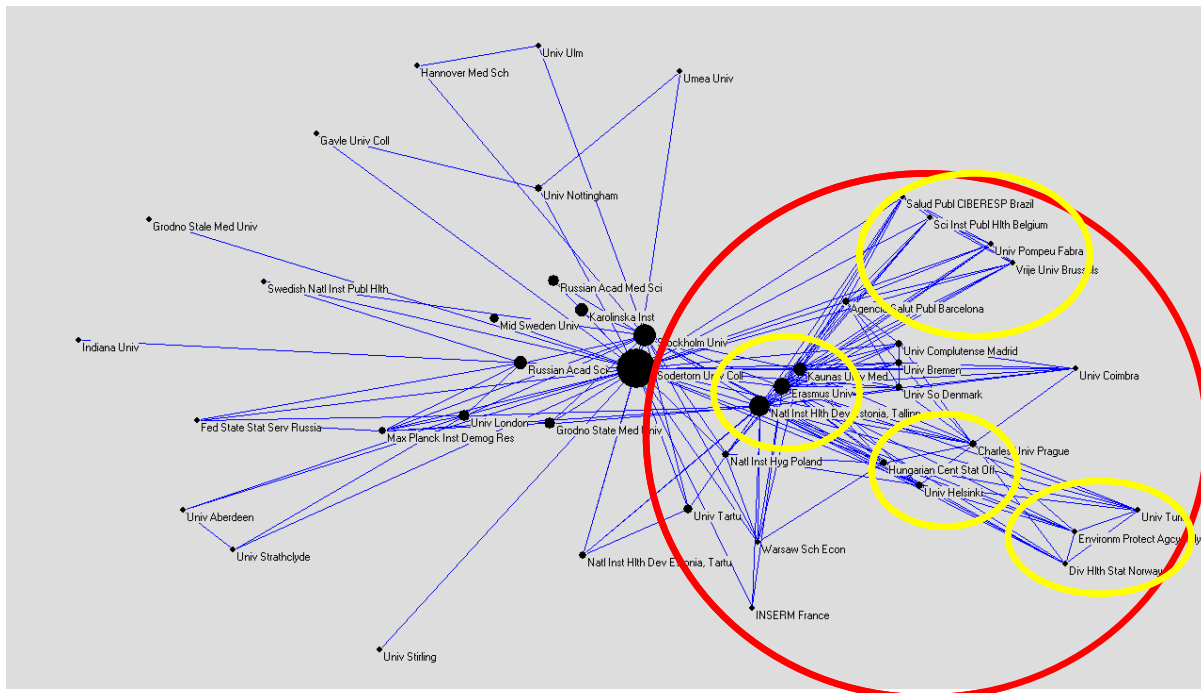 Univ Ulm
Hannover Med Sch
Umea Univ
Gavle Univ Coll
Univ Nottingham
Salud Publ CIBERESP Brazil
Grodno Stale Med Univ
Sci Inst Publ Hlth Belgium
Univ Pompeu Fabra
Vrije Univ Brussels
Swedish Natl Inst Publ Hlth
Russian Acad Med Sci
Agencia Salut Publ Barcelona
Karolinska Inst
Mid Sweden Univ
Stockholm Univ
Indiana Univ
Univ Complutense Madrid
Russian Acad Sci
Sodertorn Univ Coll
Kaunas Univ Med
Univ Bremen
Univ Coimbra
Erasmus Univ
Univ So Denmark
Natl Inst Hlth Dev Estonia, Tallinn
Fed State Stat Serv Russia
Univ London
Grodno State Med Univ
Max Planck Inst Demog Res
Charles Univ Prague
Natl Inst Hyg Poland
Hungarian Cent Stat Off
Univ Helsinki
Univ Aberdeen
Univ Tartu
Univ Turin
Environm Protect Agcy
Univ Strathclyde
Warsaw Sch Econ
Natl Inst Hlth Dev Estonia, Tartu
Div Hlth Stat Norway
INSERM France
Univ Stirling